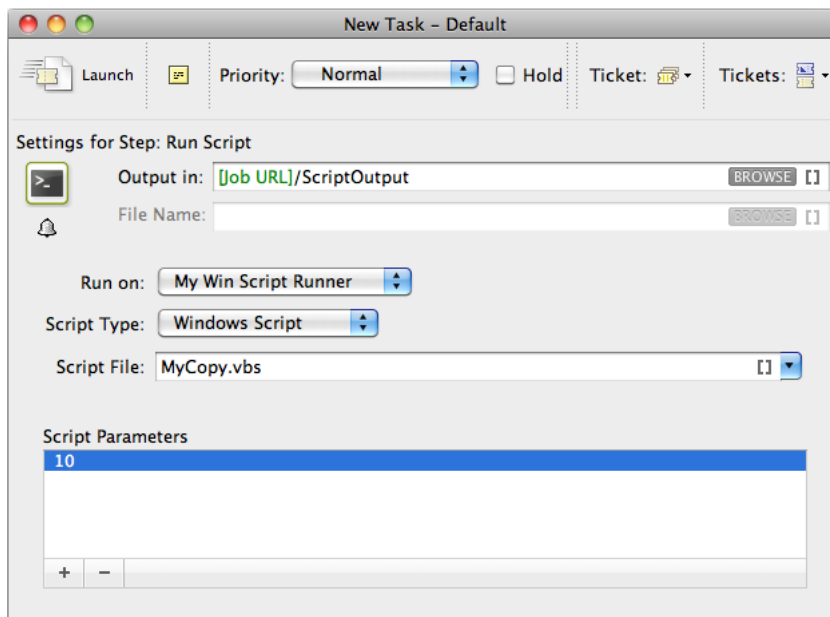 New Task – Default
Launch Priority: Normal Hold Ticket: Tickets:
Settings for Step: Run Script
Output in: [Job URL]/ScriptOutput BROWSE []
File Name: BROWSE []
Run on: My Win Script Runner
Script Type: Windows Script
Script File: MyCopy.vbs []
Script Parameters
10
+ –